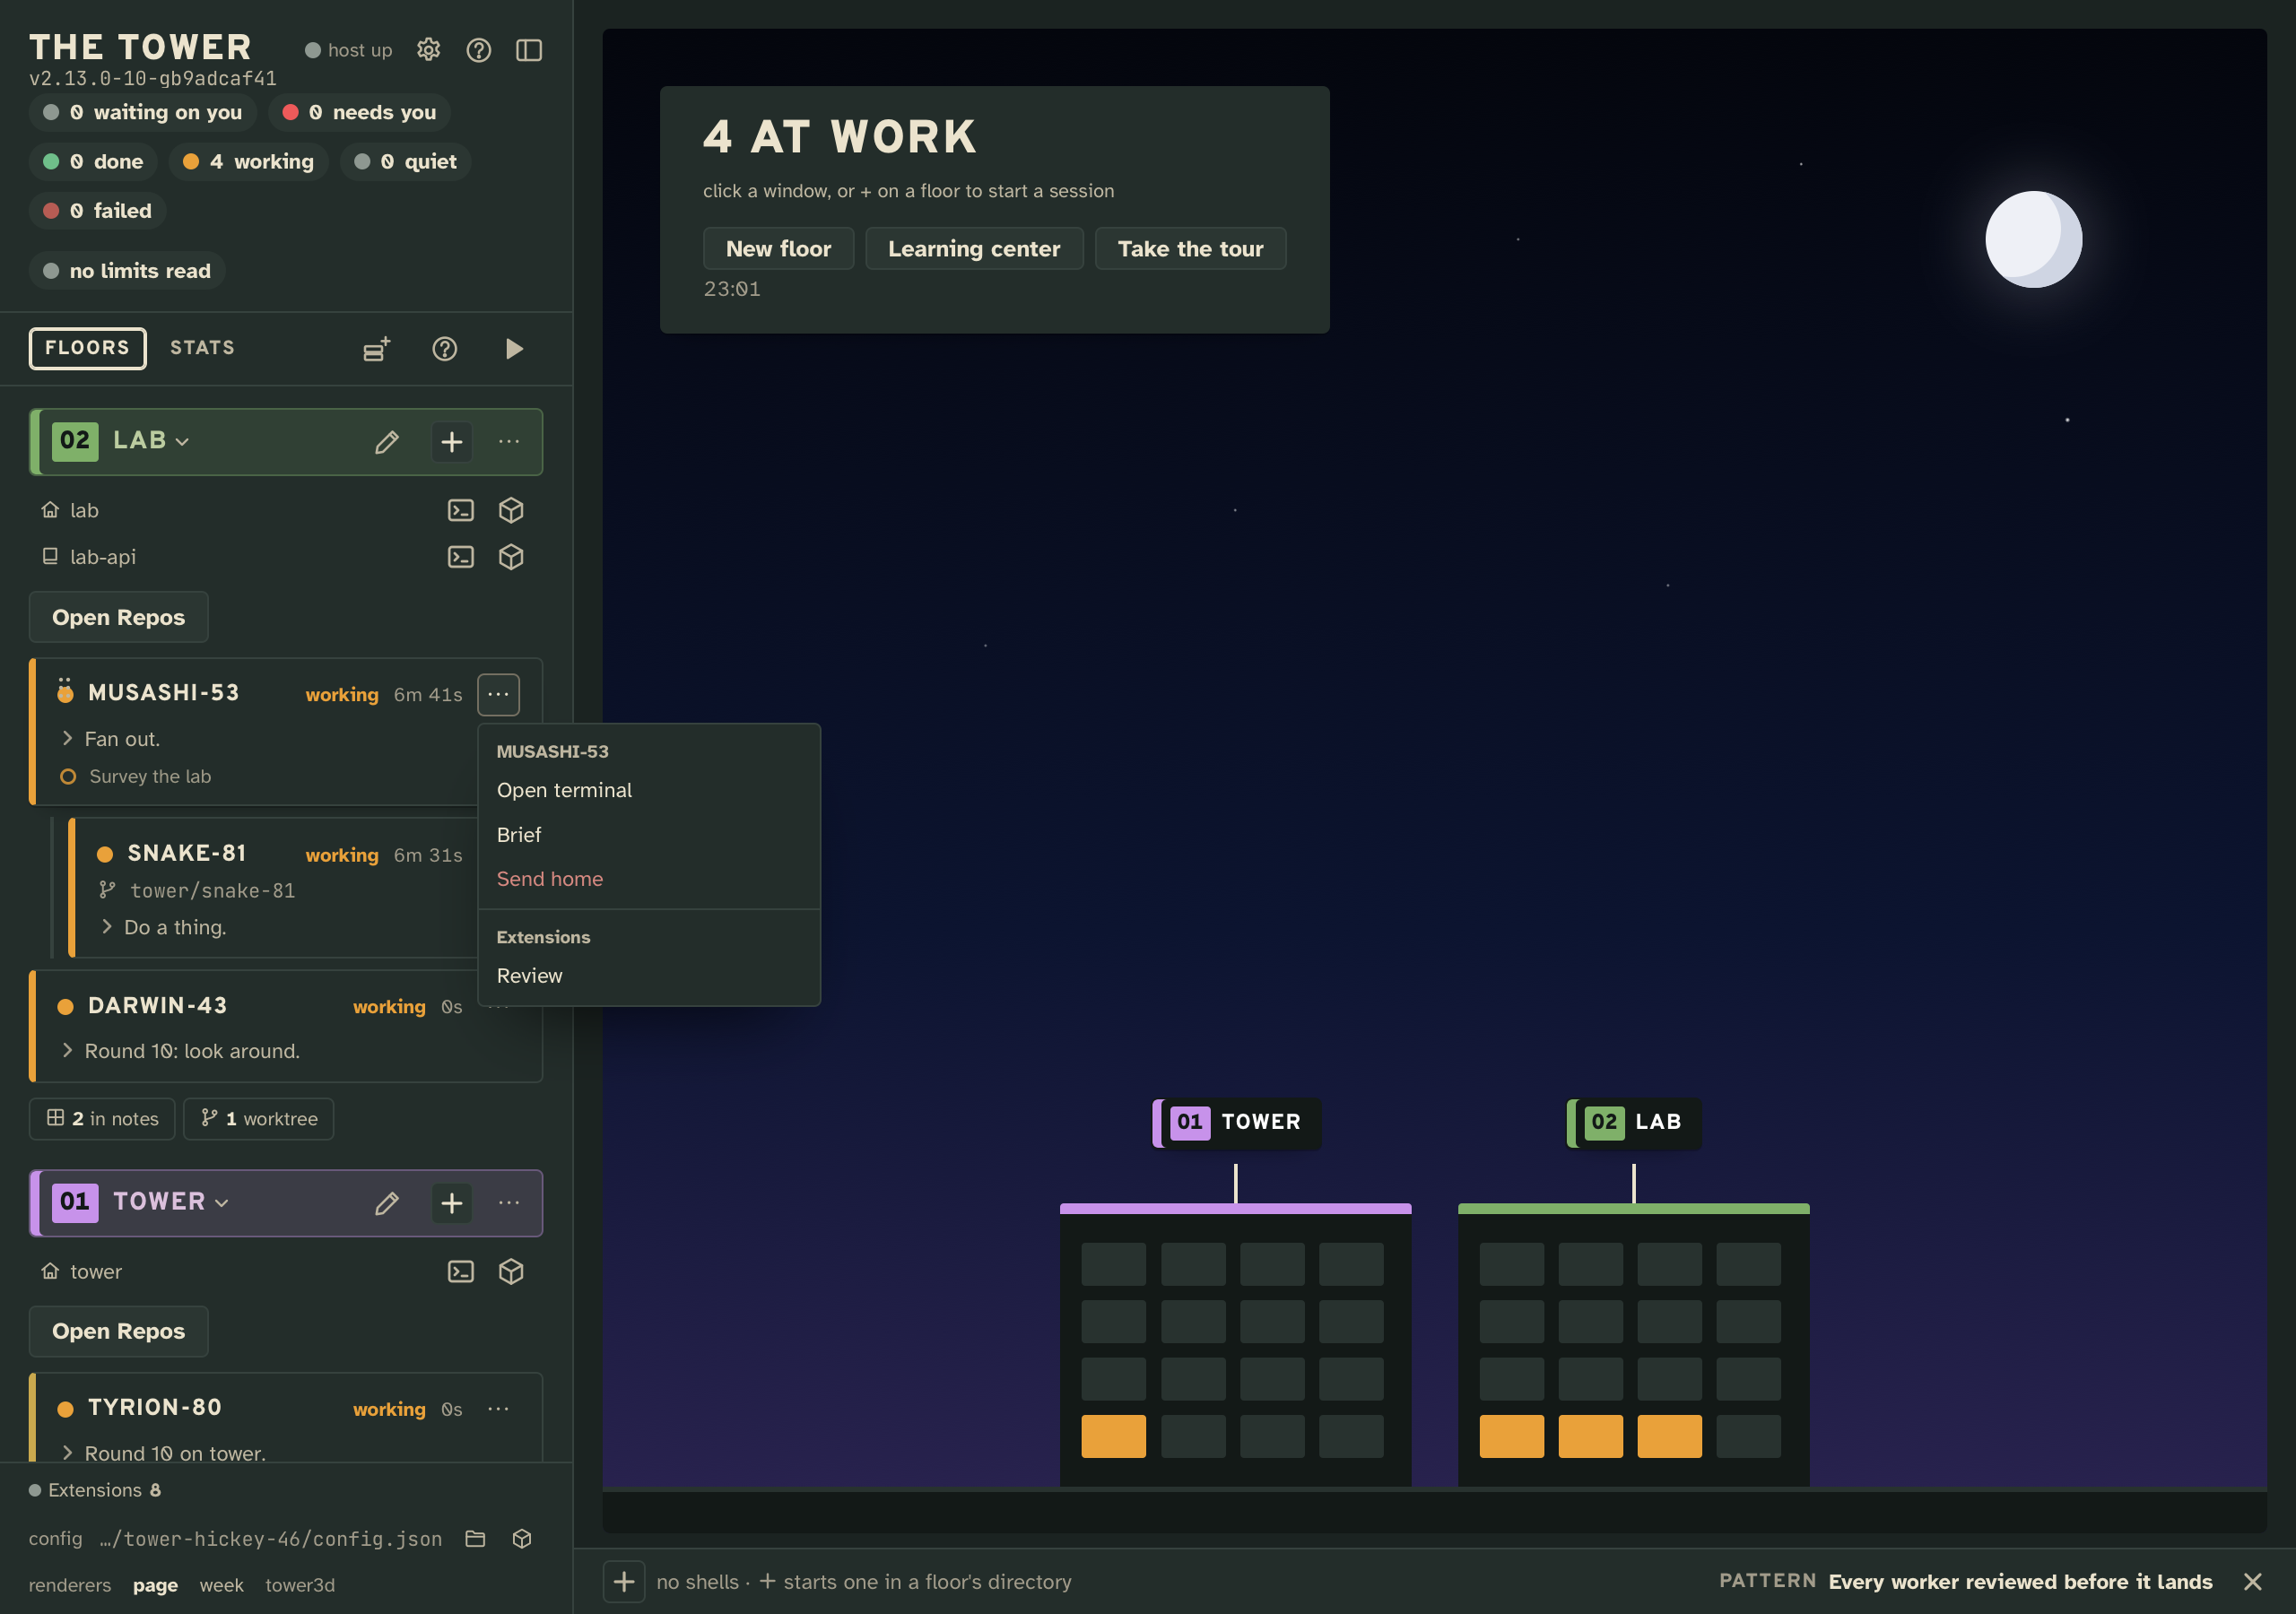 THE TOWER
host up
v2.13.0-10-gb9adcaf41
0 waiting on you
0 needs you
0 done
4 working
0 quiet
0 failed
no limits read
FLOORS
STATS
02 LAB
lab
lab-api
Open Repos
MUSASHI-53
working 6m 41s
Fan out.
Survey the lab
SNAKE-81
working 6m 31s
tower/snake-81
Do a thing.
DARWIN-43
working 0s
Round 10: look around.
2 in notes
1 worktree
01 TOWER
tower
Open Repos
TYRION-80
working 0s
Round 10 on tower.
Extensions 8
config …/tower-hickey-46/config.json
renderers page week tower3d
MUSASHI-53
Open terminal
Brief
Send home
Extensions
Review
4 AT WORK
click a window, or + on a floor to start a session
New floor
Learning center
Take the tour
23:01
01 TOWER
02 LAB
no shells · + starts one in a floor's directory
PATTERN Every worker reviewed before it lands